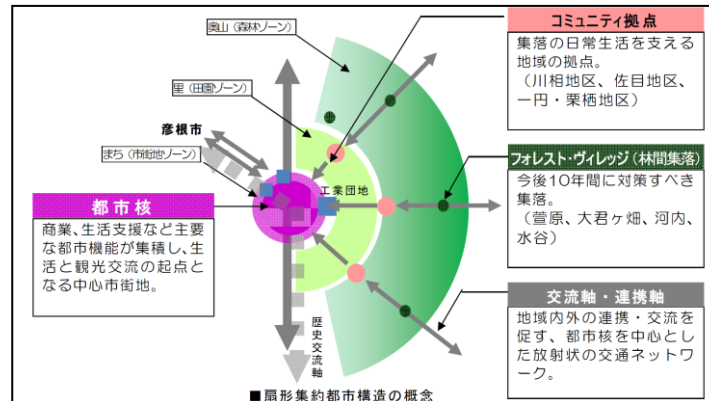 奥山（森林ゾーン）
里（田園ゾーン）
彦根市
まち（市街地ゾーン）
都市核
商業、生活支援など主要
な都市機能が集積し、生
活と観光交流の起点と
なる中心市街地。
工業団地
歴史交流軸
コミュニティ拠点
集落の日常生活を支える
地域の拠点。
（川相地区、佐目地区、
一円・栗栖地区）
フォレスト・ヴィレッジ（林間集落）
今後10年間に対策すべき
集落。
（萱原、大君ヶ畑、河内、
水谷）
交流軸・連携軸
地域内外の連携・交流を
促す、都市核を中心とし
た放射状の交通ネットワ
ーク。
■扇形集約都市構造の概念